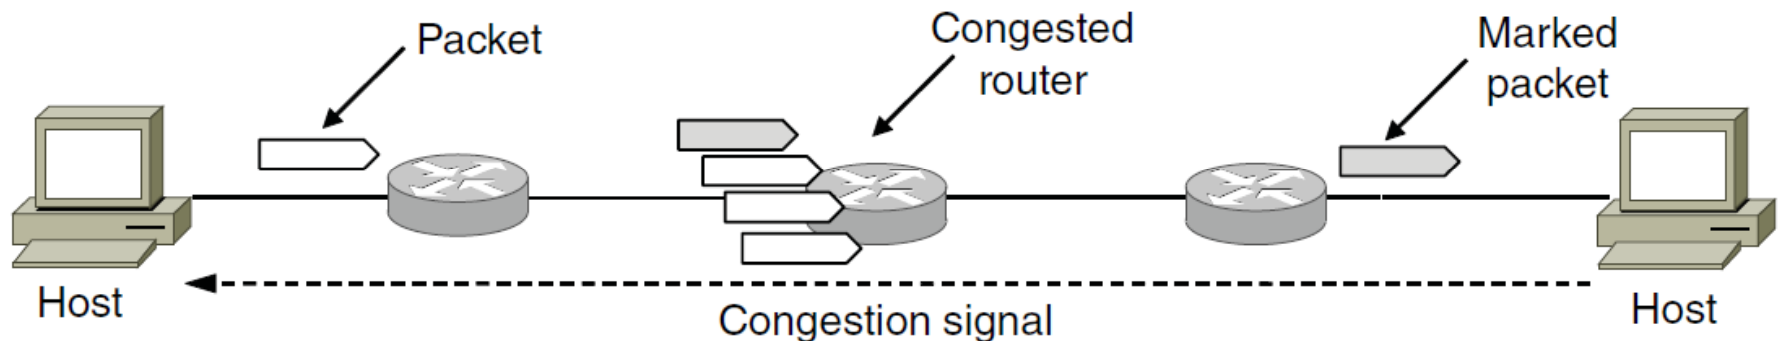 Packet
Congested
router
Marked
packet
Host
Congestion signal
Host